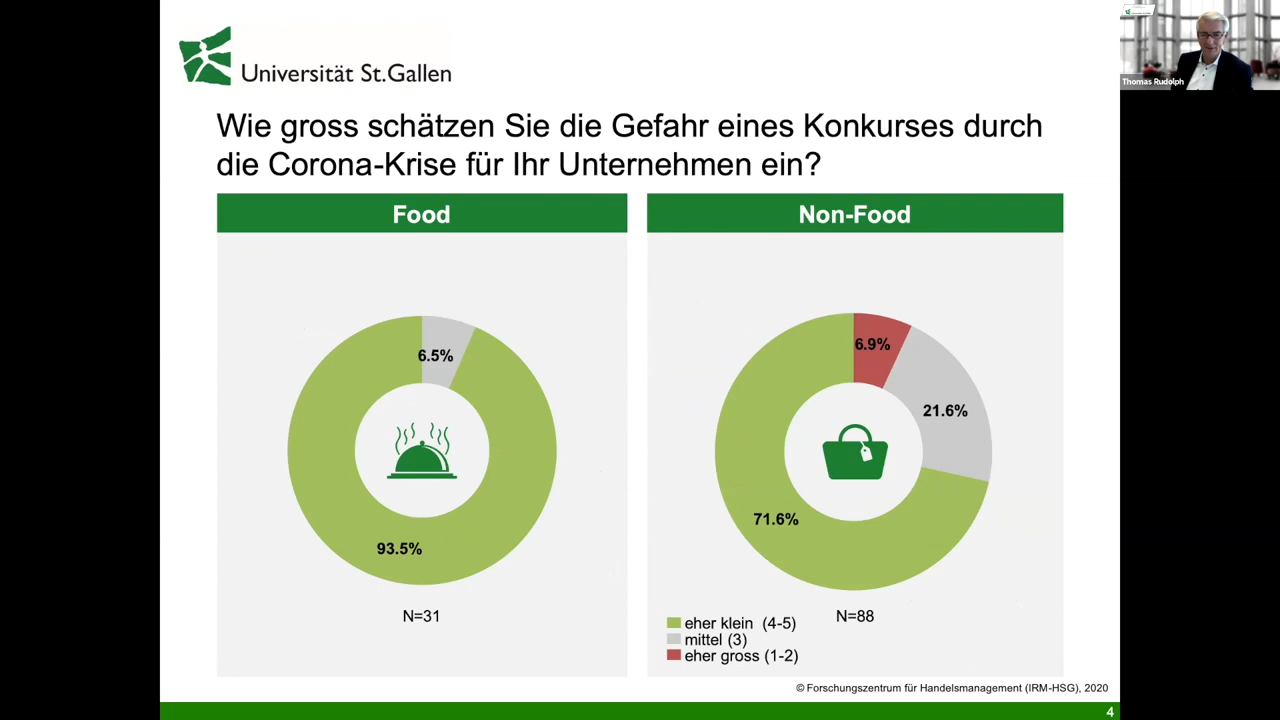 Universität St.Gallen
Wie gross schätzen Sie die Gefahr eines Konkurses durch
die Corona-Krise für Ihr Unternehmen ein?
Food
6.5%
93.5%
N=31
Non-Food
6.9%
21.6%
71.6%
N=88
eher klein (4-5)
mittel (3)
eher gross (1-2)
© Forschungszentrum für Handelsmanagement (IRM-HSG), 2020
4
Thomas Rudolph